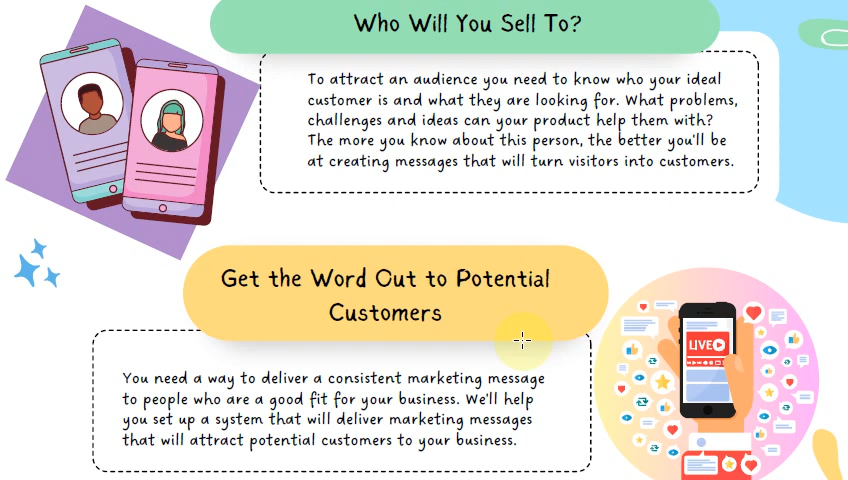 Who Will You Sell To?
To attract an audience you need to know who your ideal
customer is and what they are looking for. What problems,
challenges and ideas can your product help them with?
The more you know about this person, the better you'll be
at creating messages that will turn visitors into customers.
Get the Word Out to Potential
Customers
LIVE
You need a way to deliver a consistent marketing message
to people who are a good fit for your business. We'll help
you set up a system that will deliver marketing messages
that will attract potential customers to your business.